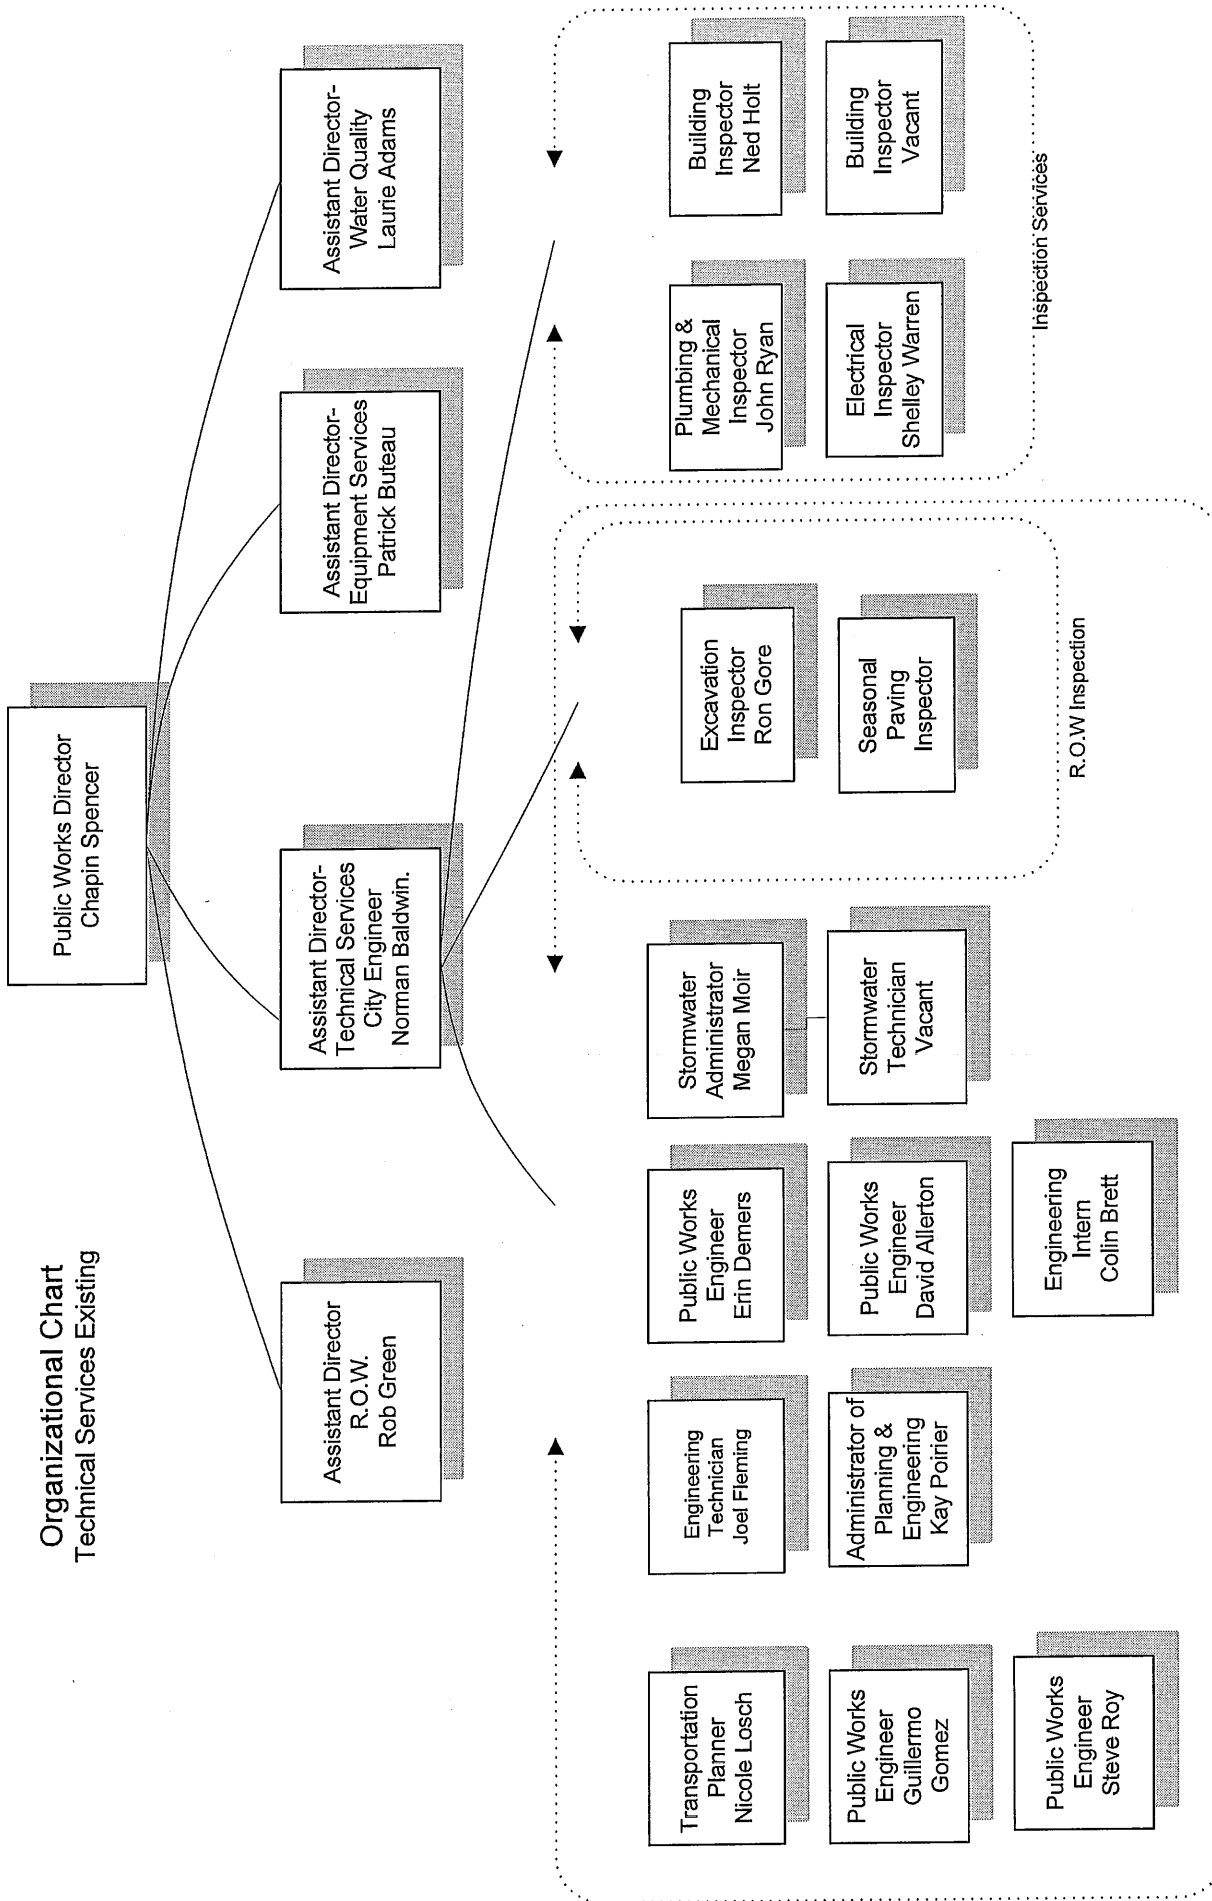 Organizational Chart
Technical Services Existing
Public Works Director
Chapin Spencer
Assistant Director
R.O.W.
Rob Green
Assistant Director-
Technical Services
City Engineer
Norman Baldwin.
Assistant Director-
Equipment Services
Patrick Buteau
Assistant Director-
Water Quality
Laurie Adams
Transportation
Planner
Nicole Losch
Public Works
Engineer
Guillermo
Gomez
Public Works
Engineer
Steve Roy
Engineering
Technician
Joel Fleming
Administrator of
Planning &
Engineering
Kay Poirier
Public Works
Engineer
Erin Demers
Public Works
Engineer
David Allerton
Engineering
Intern
Colin Brett
Stormwater
Administrator
Megan Moir
Stormwater
Technician
Vacant
Excavation
Inspector
Ron Gore
Seasonal
Paving
Inspector
R.O.W Inspection
Plumbing &
Mechanical
Inspector
John Ryan
Electrical
Inspector
Shelley Warren
Building
Inspector
Ned Holt
Building
Inspector
Vacant
Inspection Services